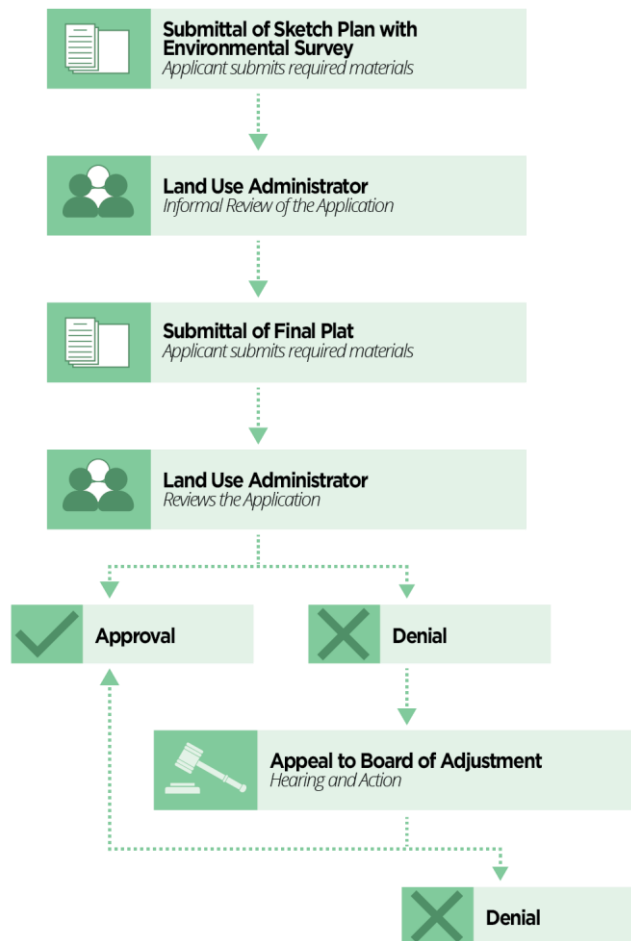 Submittal of Sketch Plan with
Environmental Survey
Applicant submits required materials
Land Use Administrator
Informal Review of the Application
Submittal of Final Plat
Applicant submits required materials
Land Use Administrator
Reviews the Application
Approval
Denial
Appeal to Board of Adjustment
Hearing and Action
Denial